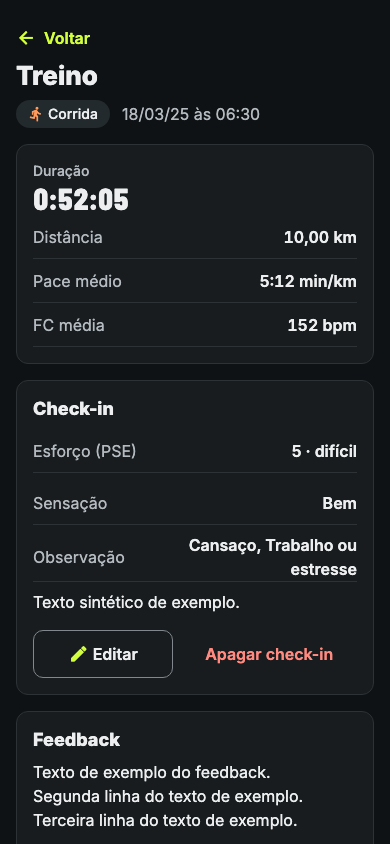 Voltar
Treino
Corrida 18/03/25 às 06:30
Duração
0:52:05
Distância 10,00 km
Pace médio 5:12 min/km
FC média 152 bpm
Check-in
Esforço (PSE) 5 · difícil
Sensação Bem
Observação Cansaço, Trabalho ou
estresse
Texto sintético de exemplo.
Editar Apagar check-in
Feedback
Texto de exemplo do feedback.
Segunda linha do texto de exemplo.
Terceira linha do texto de exemplo.